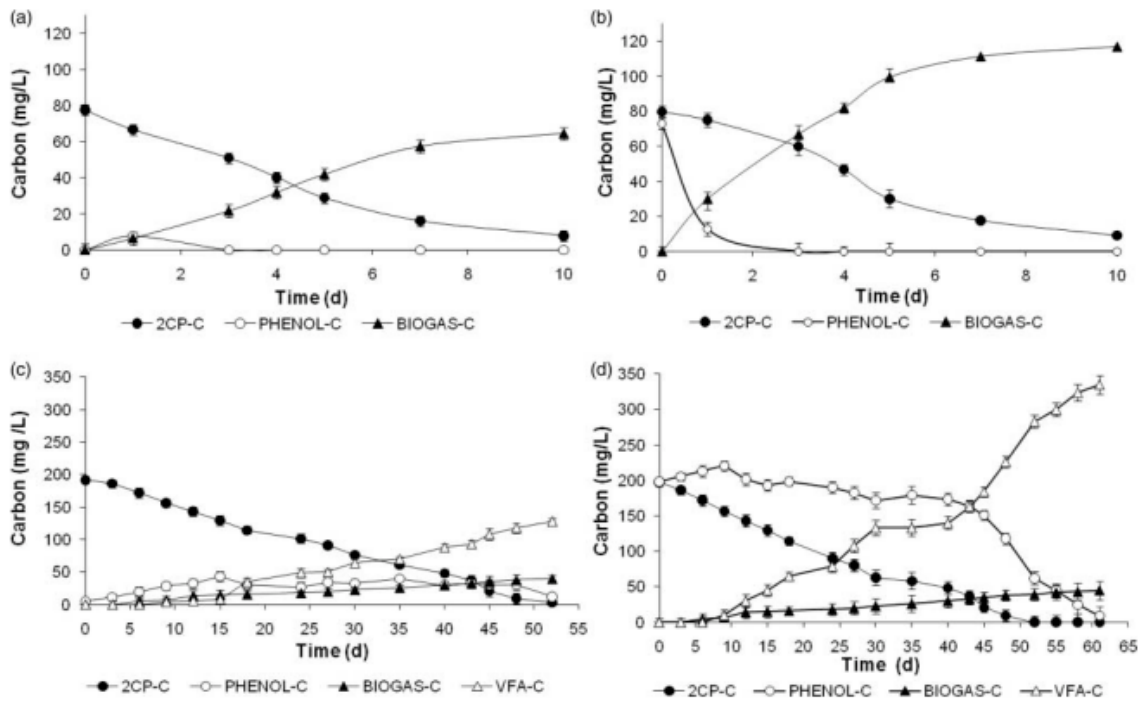 (a)
Carbon (mg/L)
120
100
80
60
40
20
0
0 2 4 6 8 10
Time (d)
2CP-C PHENOL-C BIOGAS-C
(b)
Carbon (mg/L)
120
100
80
60
40
20
0
0 2 4 6 8 10
Time (d)
2CP-C PHENOL-C BIOGAS-C
(c)
Carbon (mg /L)
350
300
250
200
150
100
50
0
0 5 10 15 20 25 30 35 40 45 50 55
Time (d)
2CP-C PHENOL-C BIOGAS-C VFA-C
(d)
Carbon (mg/L)
350
300
250
200
150
100
50
0
0 5 10 15 20 25 30 35 40 45 50 55 60 65
Time (d)
2CP-C PHENOL-C BIOGAS-C VFA-C